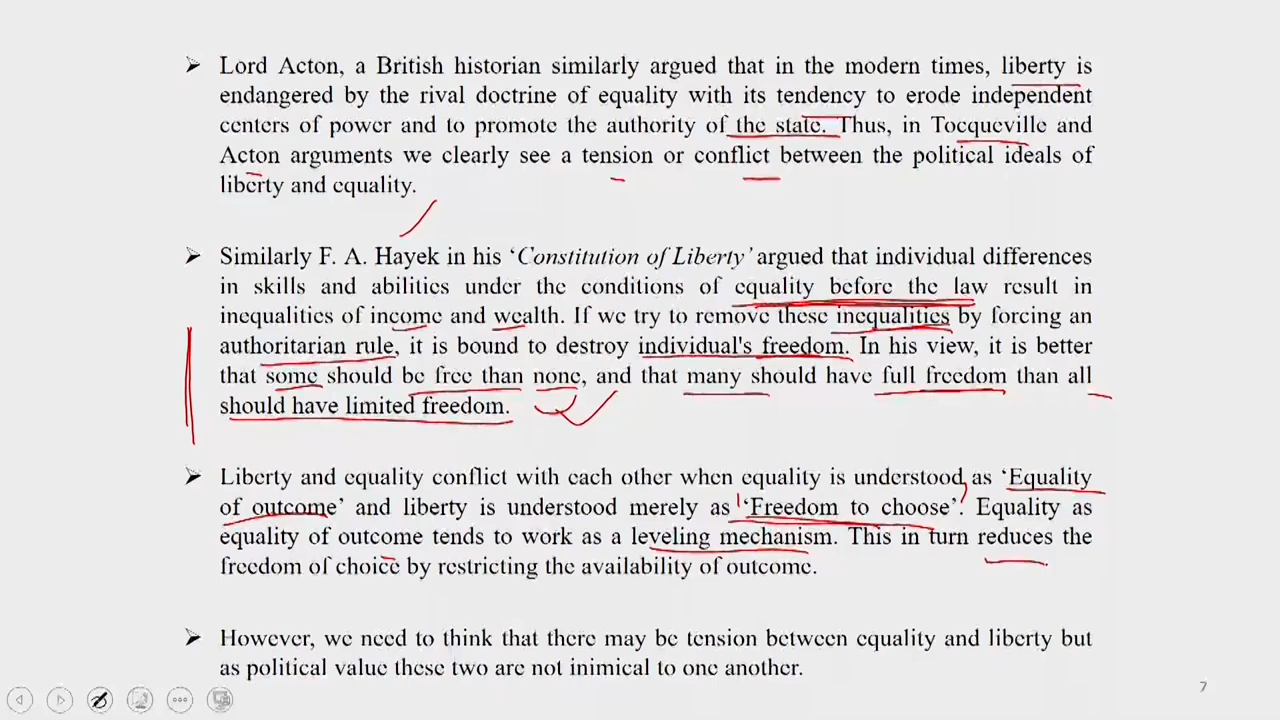 ➢ Lord Acton, a British historian similarly argued that in the modern times, liberty is
endangered by the rival doctrine of equality with its tendency to erode independent
centers of power and to promote the authority of the state. Thus, in Tocqueville and
Acton arguments we clearly see a tension or conflict between the political ideals of
liberty and equality.
➢ Similarly F. A. Hayek in his ‘Constitution of Liberty’ argued that individual differences
in skills and abilities under the conditions of equality before the law result in
inequalities of income and wealth. If we try to remove these inequalities by forcing an
authoritarian rule, it is bound to destroy individual's freedom. In his view, it is better
that some should be free than none, and that many should have full freedom than all
should have limited freedom.
➢ Liberty and equality conflict with each other when equality is understood as ‘Equality
of outcome’ and liberty is understood merely as ‘Freedom to choose’. Equality as
equality of outcome tends to work as a leveling mechanism. This in turn reduces the
freedom of choice by restricting the availability of outcome.
➢ However, we need to think that there may be tension between equality and liberty but
as political value these two are not inimical to one another.
7